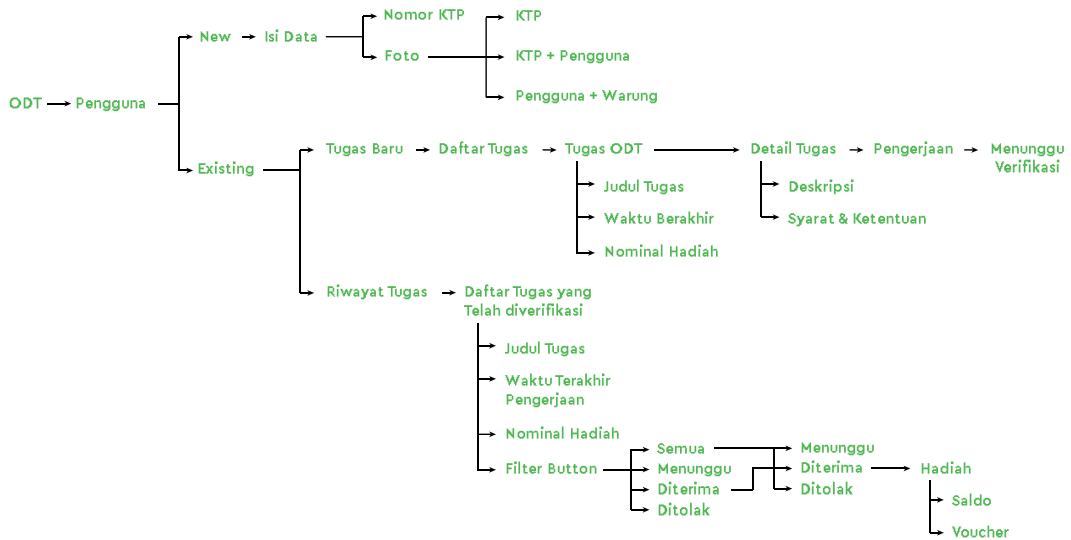 Nomor KTP
KTP
New
Isi Data
Foto
KTP + Pengguna
ODT
Pengguna
Pengguna + Warung
Existing
Tugas Baru
Daftar Tugas
Tugas ODT
Detail Tugas
Pengerjaan
Menunggu
Verifikasi
Judul Tugas
Deskripsi
Waktu Berakhir
Syarat & Ketentuan
Nominal Hadiah
Riwayat Tugas
Daftar Tugas yang
Telah diverifikasi
Judul Tugas
Waktu Terakhir
Pengerjaan
Nominal Hadiah
Filter Button
Semua
Menunggu
Diterima
Ditolak
Menunggu
Diterima
Ditolak
Hadiah
Saldo
Voucher